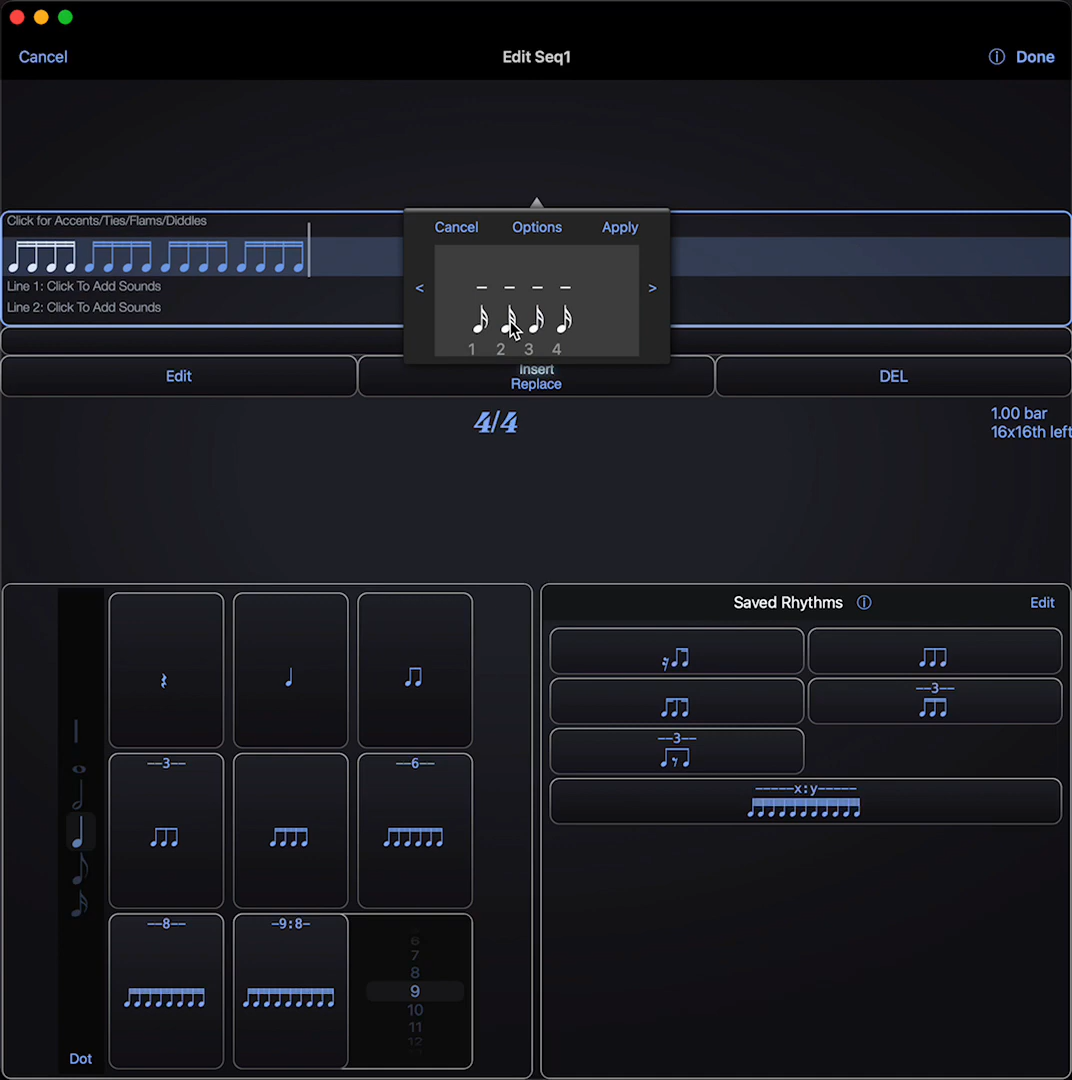 Cancel
Edit Seq1
Done
Click for Accents/Ties/Flams/Diddles
Line 1: Click To Add Sounds
Line 2: Click To Add Sounds
Cancel
Options
Apply
<
>
1 2 3 4
Edit
Insert
Replace
DEL
4/4
1.00 bar
16x16th left
--3--
--6--
--8--
-9:8-
6
7
8
9
10
11
12
Dot
Saved Rhythms
Edit
--3--
--3--
-----x:y-----